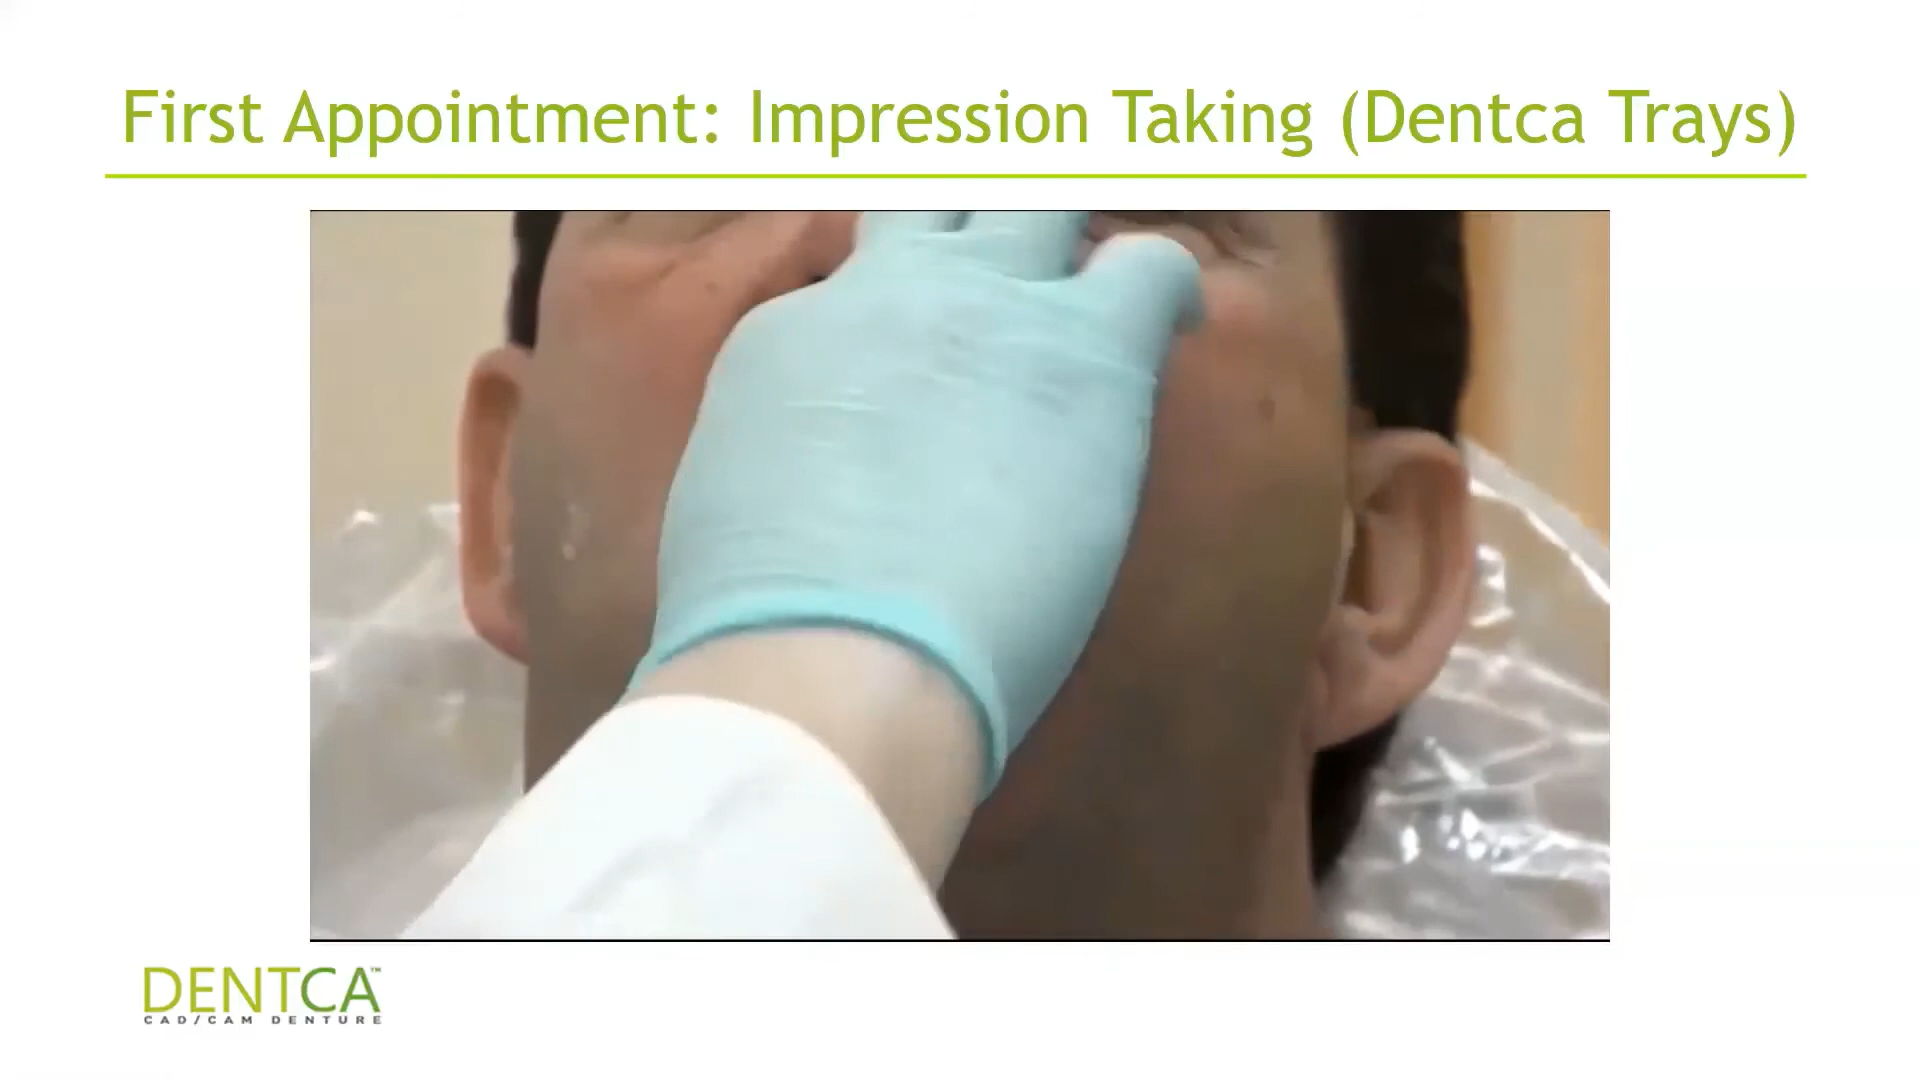 First Appointment: Impression Taking (Dentca Trays)
DENTCA™
CAD/CAM DENTURE